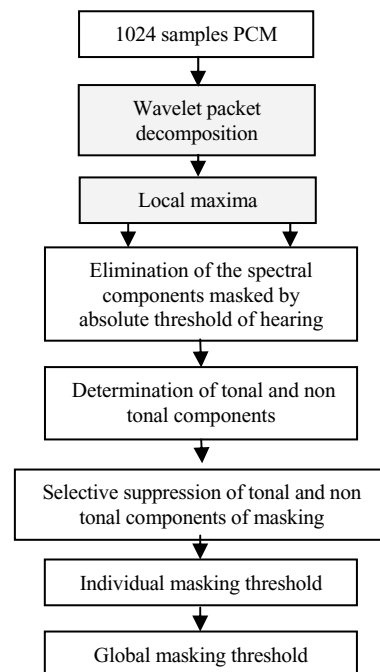 1024 samples PCM
Wavelet packet
decomposition
Local maxima
Elimination of the spectral
components masked by
absolute threshold of hearing
Determination of tonal and non
tonal components
Selective suppression of tonal and non
tonal components of masking
Individual masking threshold
Global masking threshold